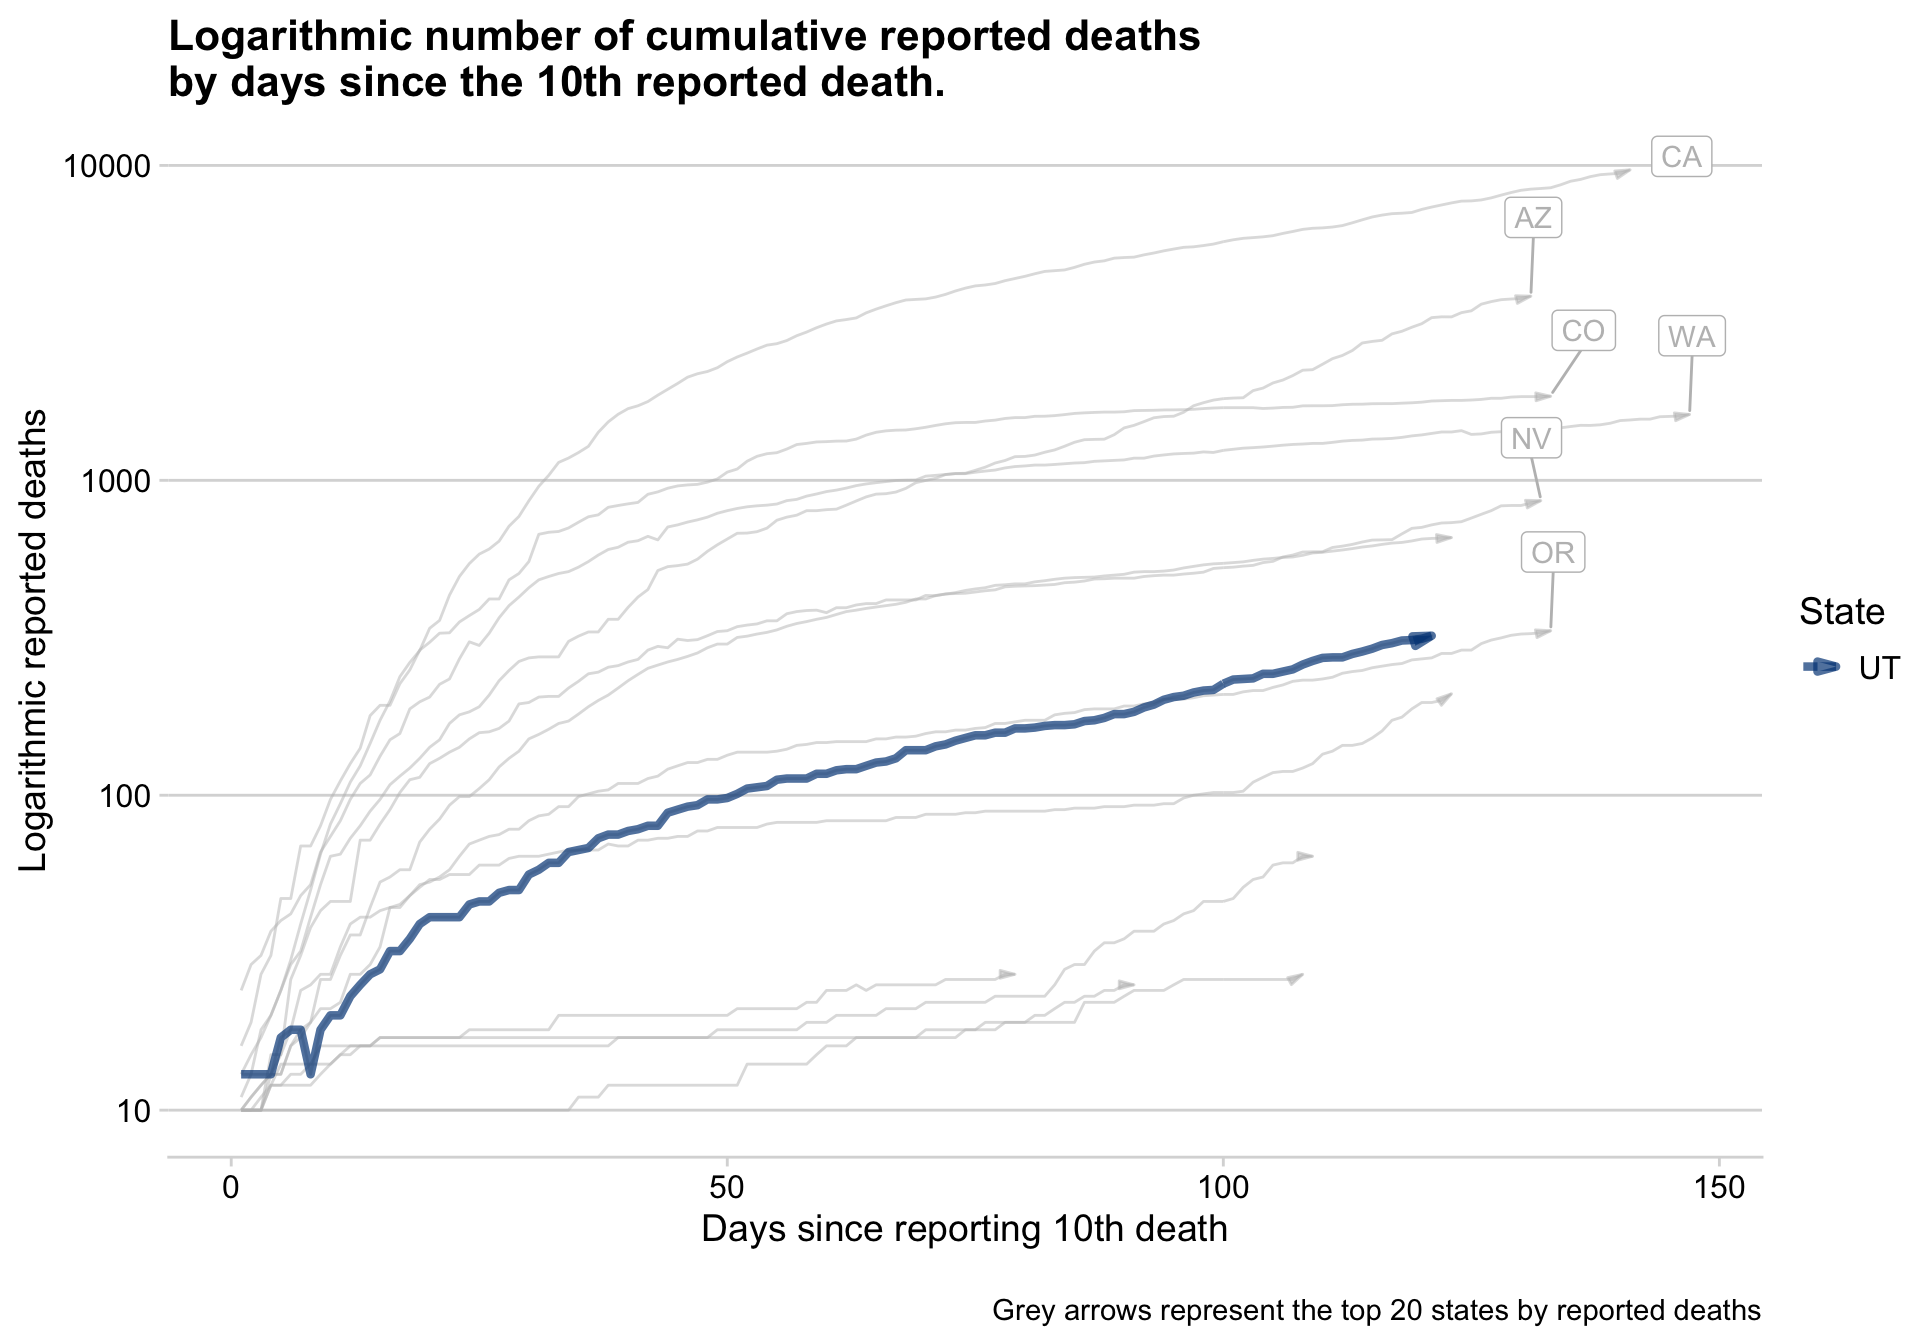 Logarithmic number of cumulative reported deaths
by days since the 10th reported death.
10000
1000
100
10
Logarithmic reported deaths
CA
AZ
CO
WA
NV
OR
State
UT
0
50
100
150
Days since reporting 10th death
Grey arrows represent the top 20 states by reported deaths